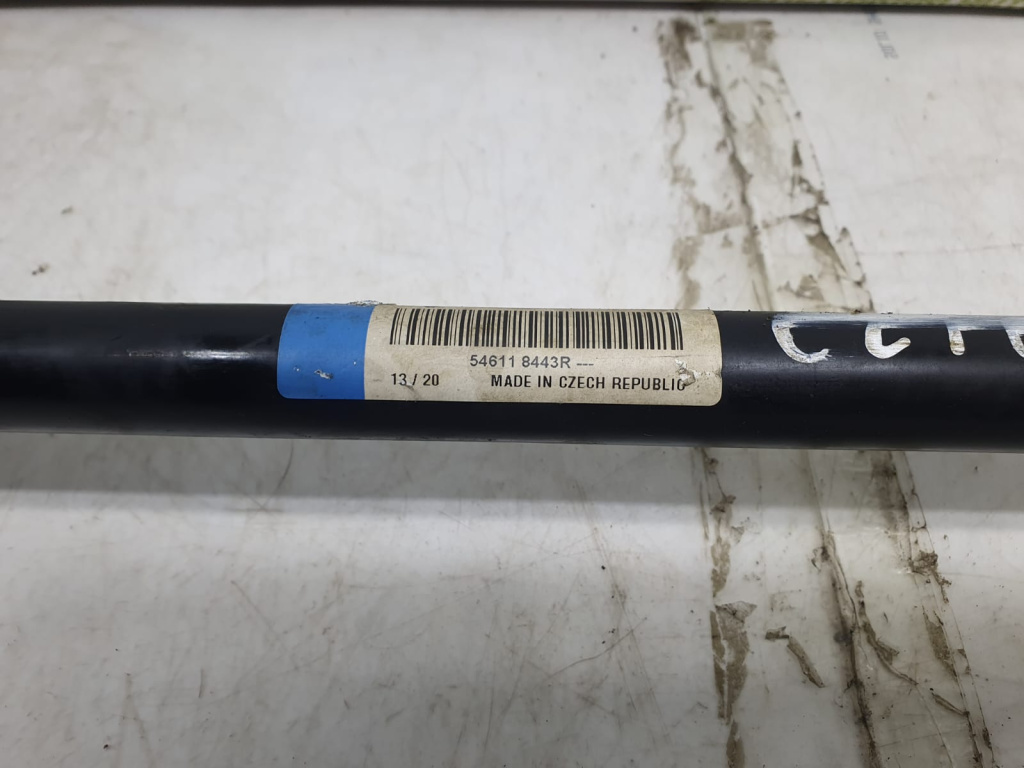 54611 8443R ---
13 / 20 MADE IN CZECH REPUBLIC